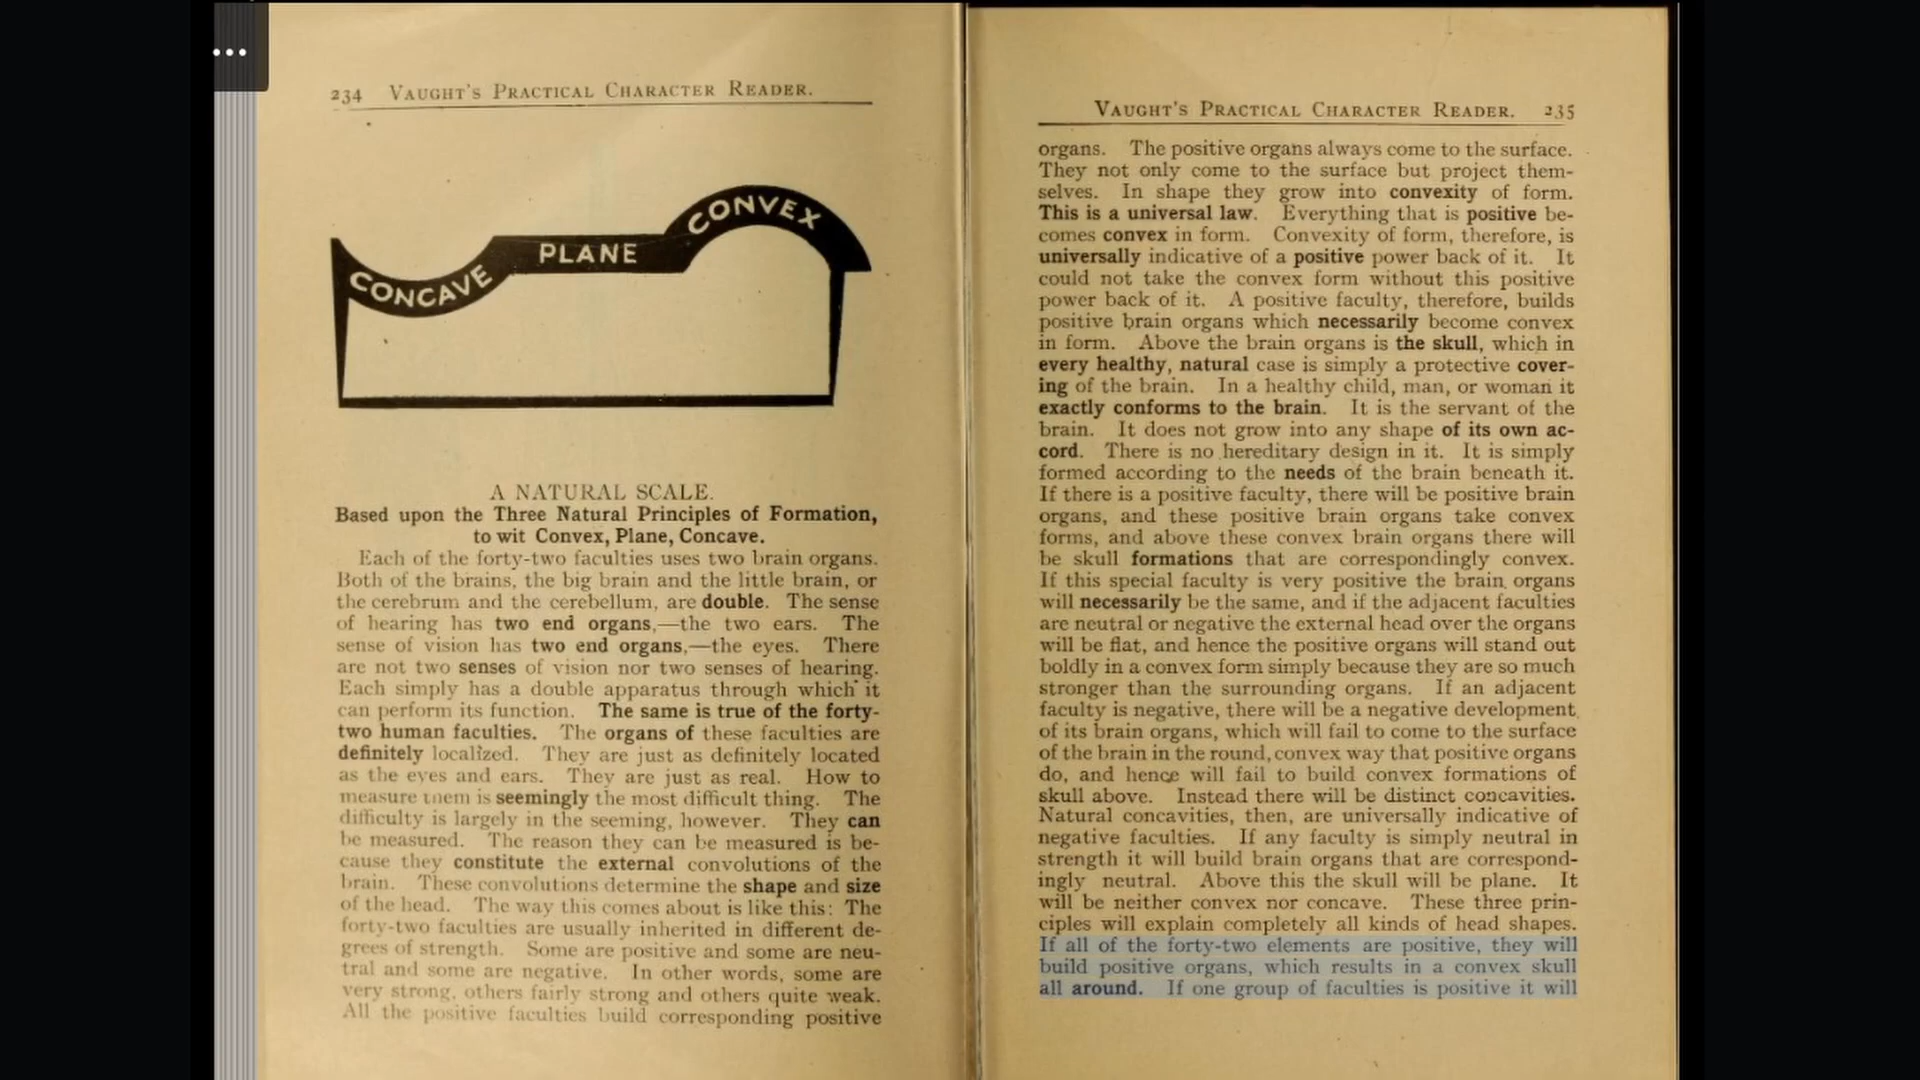 234 VAUGHT'S PRACTICAL CHARACTER READER.
CONCAVE PLANE CONVEX
A NATURAL SCALE.
Based upon the Three Natural Principles of Formation,
to wit Convex, Plane, Concave.
Each of the forty-two faculties uses two brain organs.
Both of the brains, the big brain and the little brain, or
the cerebrum and the cerebellum, are double. The sense
of hearing has two end organs,—the two ears. The
sense of vision has two end organs,—the eyes. There
are not two senses of vision nor two senses of hearing.
Each simply has a double apparatus through which it
can perform its function. The same is true of the forty-
two human faculties. The organs of these faculties are
definitely localized. They are just as definitely located
as the eyes and ears. They are just as real. How to
measure them is seemingly the most difficult thing. The
difficulty is largely in the seeming, however. They can
be measured. The reason they can be measured is be-
cause they constitute the external convolutions of the
brain. These convolutions determine the shape and size
of the head. The way this comes about is like this: The
forty-two faculties are usually inherited in different de-
grees of strength. Some are positive and some are neu-
tral and some are negative. In other words, some are
very strong, others fairly strong and others quite weak.
All the positive faculties build corresponding positive
VAUGHT'S PRACTICAL CHARACTER READER. 235
organs. The positive organs always come to the surface.
They not only come to the surface but project them-
selves. In shape they grow into convexity of form.
This is a universal law. Everything that is positive be-
comes convex in form. Convexity of form, therefore, is
universally indicative of a positive power back of it. It
could not take the convex form without this positive
power back of it. A positive faculty, therefore, builds
positive brain organs which necessarily become convex
in form. Above the brain organs is the skull, which in
every healthy, natural case is simply a protective cover-
ing of the brain. In a healthy child, man, or woman it
exactly conforms to the brain. It is the servant of the
brain. It does not grow into any shape of its own ac-
cord. There is no hereditary design in it. It is simply
formed according to the needs of the brain beneath it.
If there is a positive faculty, there will be positive brain
organs, and these positive brain organs take convex
forms, and above these convex brain organs there will
be skull formations that are correspondingly convex.
If this special faculty is very positive the brain organs
will necessarily be the same, and if the adjacent faculties
are neutral or negative the external head over the organs
will be flat, and hence the positive organs will stand out
boldly in a convex form simply because they are so much
stronger than the surrounding organs. If an adjacent
faculty is negative, there will be a negative development
of its brain organs, which will fail to come to the surface
of the brain in the round, convex way that positive organs
do, and hence will fail to build convex formations of
skull above. Instead there will be distinct concavities.
Natural concavities, then, are universally indicative of
negative faculties. If any faculty is simply neutral in
strength it will build brain organs that are correspond-
ingly neutral. Above this the skull will be plane. It
will be neither convex nor concave. These three prin-
ciples will explain completely all kinds of head shapes.
If all of the forty-two elements are positive, they will
build positive organs, which results in a convex skull
all around. If one group of faculties is positive it will